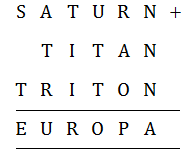 S A T U R N +
T I T A N
T R I T O N
E U R O P A